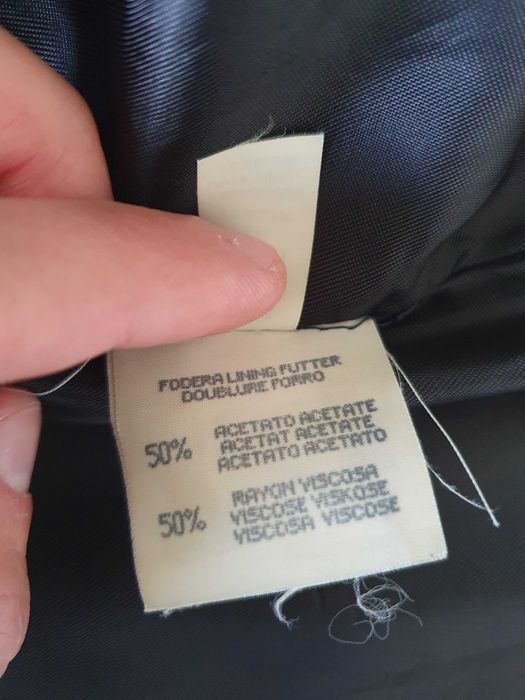 FODERA LINING FUTTER
DOUBLURE FORRO
50% ACETATO ACETATE
ACETAT ACETATE
ACETATO ACETATO
50% RAYON VISCOSA
VISCOSE VISKOSE
VISCOSA VISCOSE